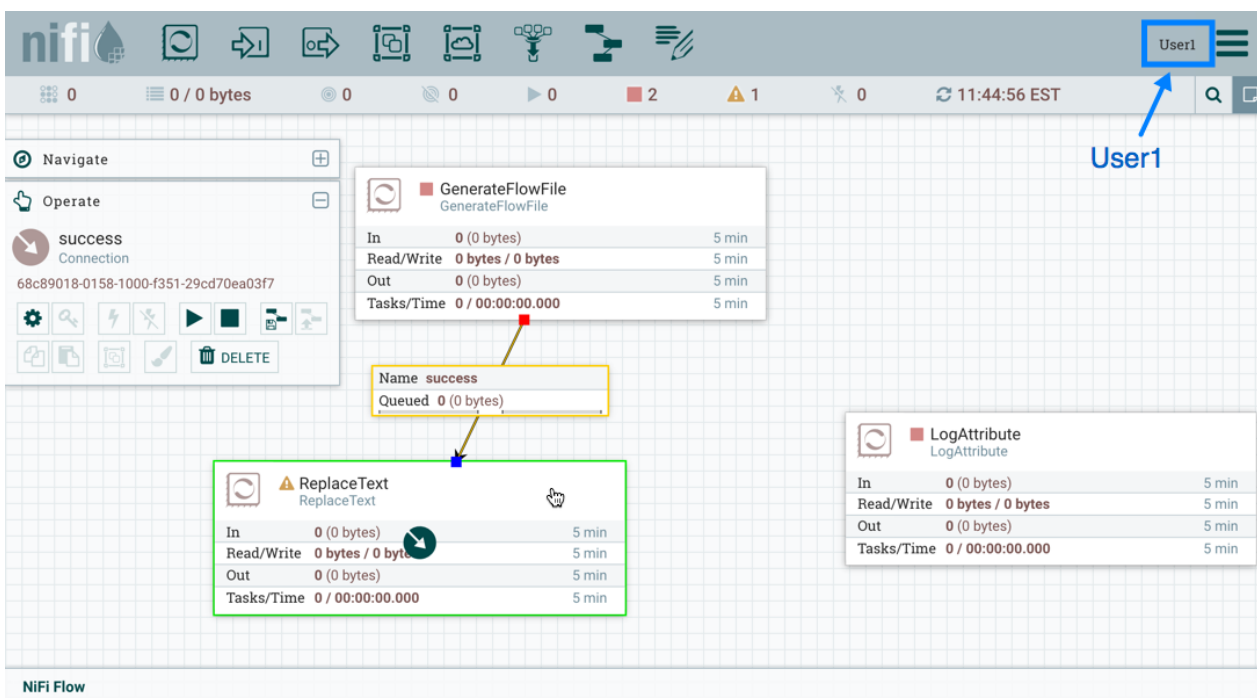 nifi
User1
0
0 / 0 bytes
0
0
0
2
1
0
11:44:56 EST
User1
Navigate
Operate
success
Connection
68c89018-0158-1000-f351-29cd70ea03f7
DELETE
GenerateFlowFile
GenerateFlowFile
In 0 (0 bytes) 5 min
Read/Write 0 bytes / 0 bytes 5 min
Out 0 (0 bytes) 5 min
Tasks/Time 0 / 00:00:00.000 5 min
Name success
Queued 0 (0 bytes)
ReplaceText
ReplaceText
In 0 (0 bytes) 5 min
Read/Write 0 bytes / 0 byte 5 min
Out 0 (0 bytes) 5 min
Tasks/Time 0 / 00:00:00.000 5 min
LogAttribute
LogAttribute
In 0 (0 bytes) 5 min
Read/Write 0 bytes / 0 bytes 5 min
Out 0 (0 bytes) 5 min
Tasks/Time 0 / 00:00:00.000 5 min
NiFi Flow